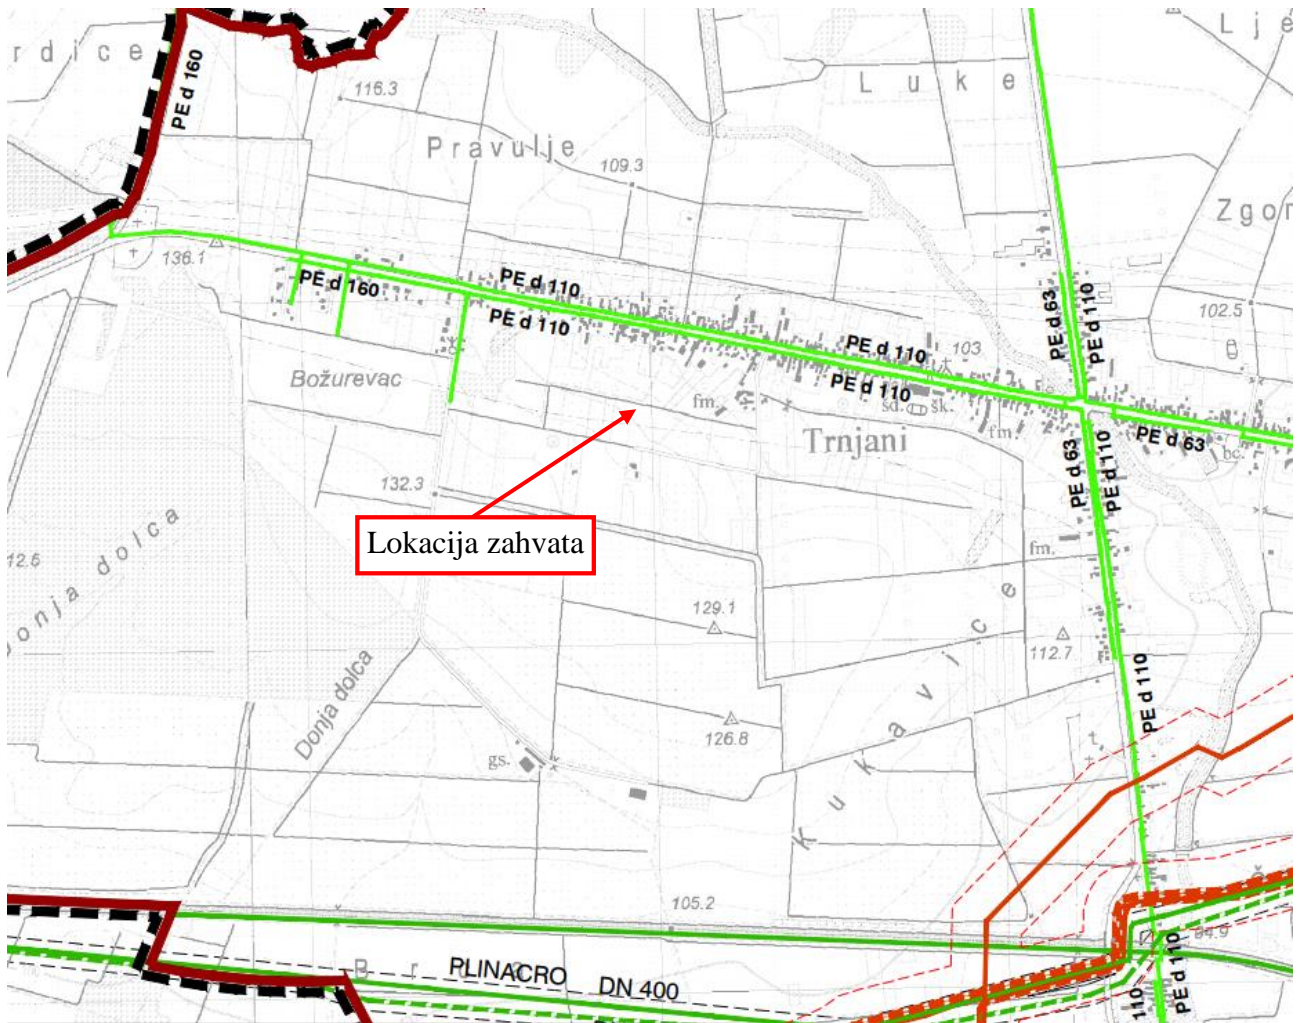 r d i c e
PE d 160
116.3
L u k e
L j e
Pravulje
109.3
Zgor
136.1
PE d 160
PE d 110
PE d 110
PE d 63
PE d 110
102.5
PE d 110
103
PE d 110
Božurevac
fm.
sd.
šk.
fm.
Trnjani
PE d 63
bc.
PE d 63
PE d 110
132.3
Lokacija zahvata
fm.
12.6
onja dolca
129.1
112.7
Donja dolca
K u k a v i c e
PE d 110
126.8
t.
gs.
105.2
94.9
B r
PLINACRO DN 400
110
PE d 110